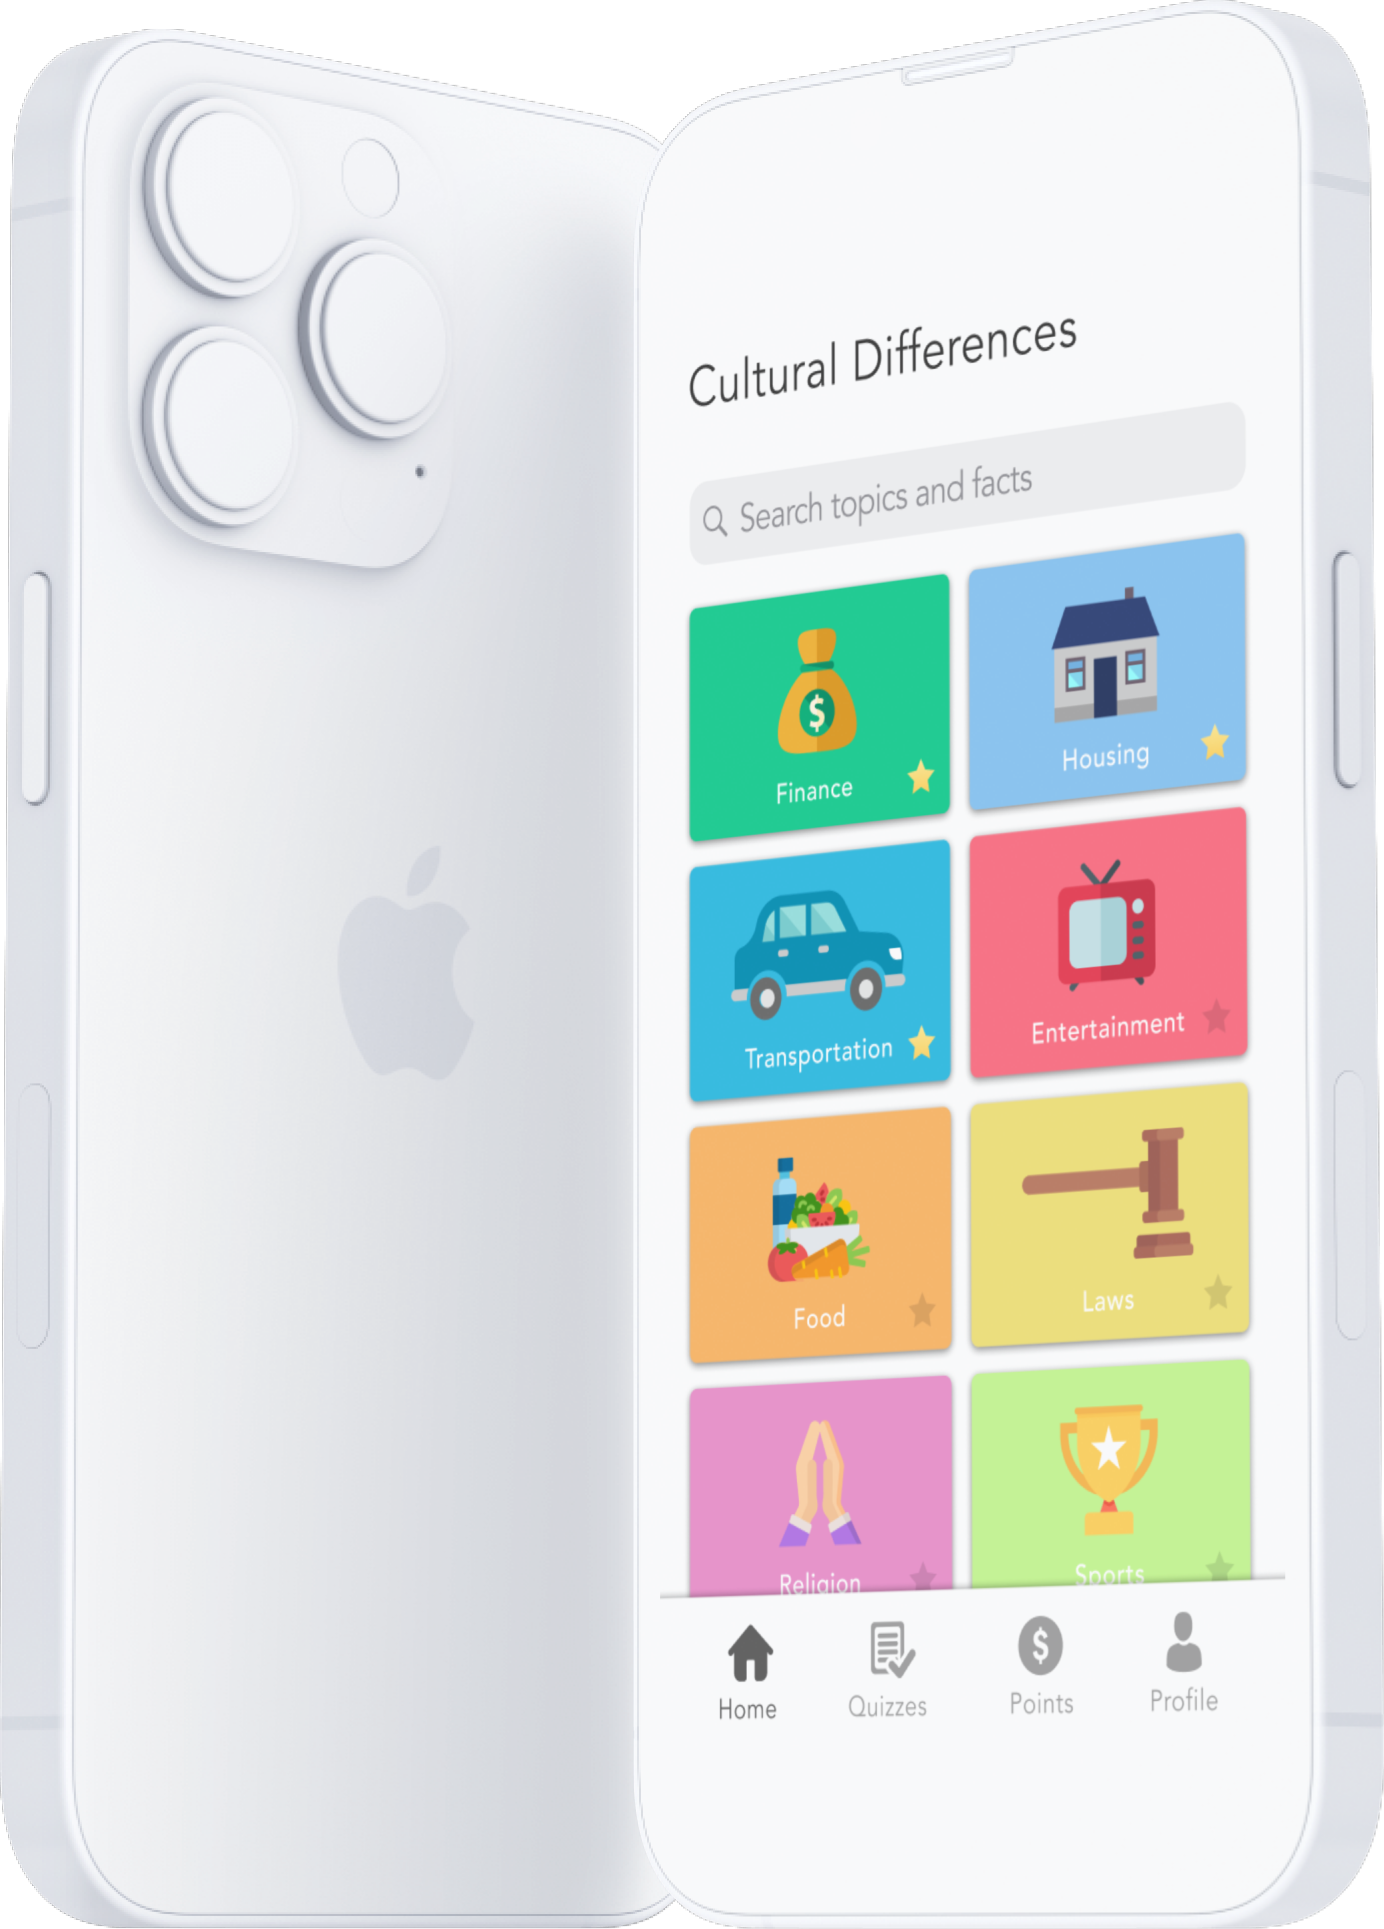 Cultural Differences
Search topics and facts
$
Finance
Housing
Transportation
Entertainment
Food
Laws
Religion
Sports
$
Home
Quizzes
Points
Profile